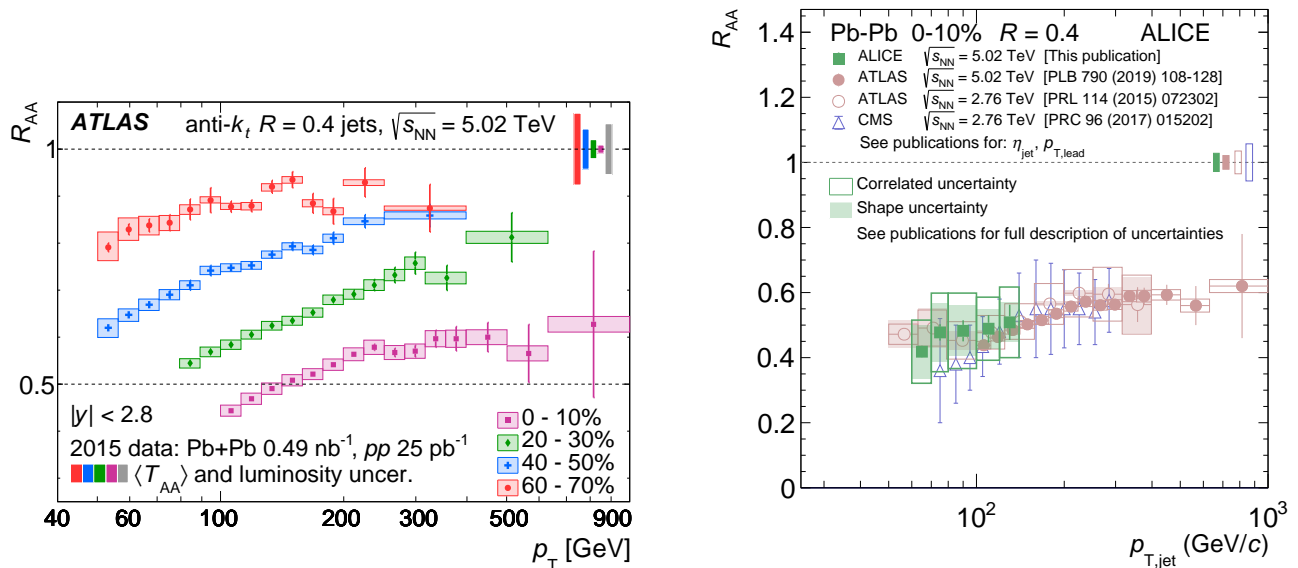 R_AA
ATLAS anti-k_t R = 0.4 jets, √s_NN = 5.02 TeV
1
0.5
|y| < 2.8
2015 data: Pb+Pb 0.49 nb⁻¹, pp 25 pb⁻¹
⟨T_AA⟩ and luminosity uncer.
0 - 10%
20 - 30%
40 - 50%
60 - 70%
40 60 100 200 300 500 900
p_T [GeV]
R_AA
1.4
1.2
1
0.8
0.6
0.4
0.2
0
Pb-Pb 0-10% R = 0.4 ALICE
ALICE √s_NN = 5.02 TeV [This publication]
ATLAS √s_NN = 5.02 TeV [PLB 790 (2019) 108-128]
ATLAS √s_NN = 2.76 TeV [PRL 114 (2015) 072302]
CMS √s_NN = 2.76 TeV [PRC 96 (2017) 015202]
See publications for: η_jet, p_T,lead
Correlated uncertainty
Shape uncertainty
See publications for full description of uncertainties
10² 10³
p_T,jet (GeV/c)